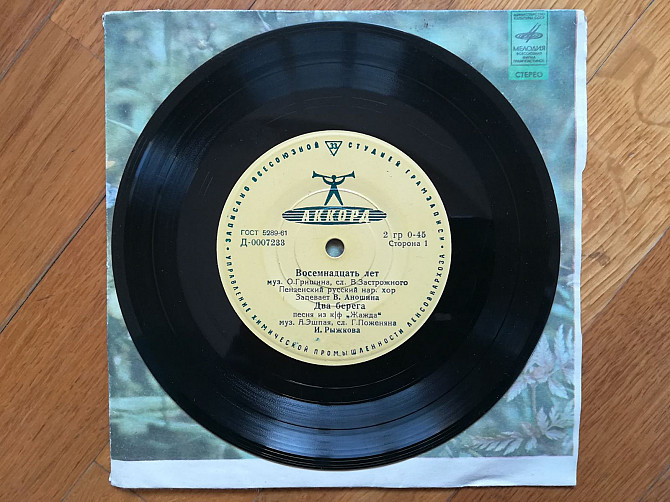 МЕЛОДИЯ
СТЕРЕО
ЗАПИСАНО ВСЕСОЮЗНОЙ 33 СТУДИЕЙ ГРАМЗАПИСИ
АККОРД
ГОСТ 5289-61
Д-0007233
2 гр 0-45
Сторона 1
Восемнадцать лет
муз. О.Гришина, сл. В.Застрожного
Пензенский русский нар. хор
Запевает В. Аношина
Два берега
песня из к/ф „Жажда"
муз. А.Эшпая, сл. Г.Поженяна
И. Рыжкова
УПРАВЛЕНИЕ ХИМИЧЕСКОЙ ПРОМЫШЛЕННОСТИ ЛЕНСОВНАРХОЗА